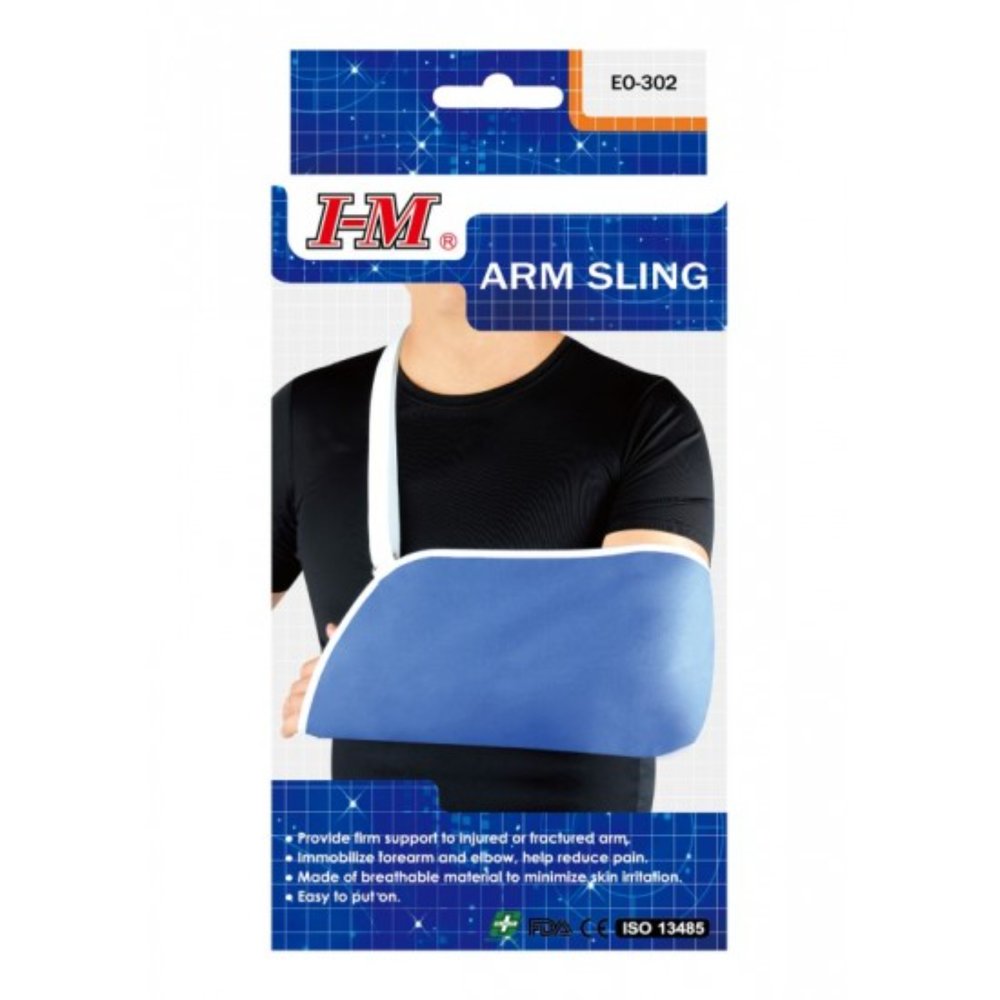 EO-302
I-M®
ARM SLING
• Provide firm support to injured or fractured arm.
• Immobilize forearm and elbow, help reduce pain.
• Made of breathable material to minimize skin irritation.
• Easy to put on.
FDA CE ISO 13485